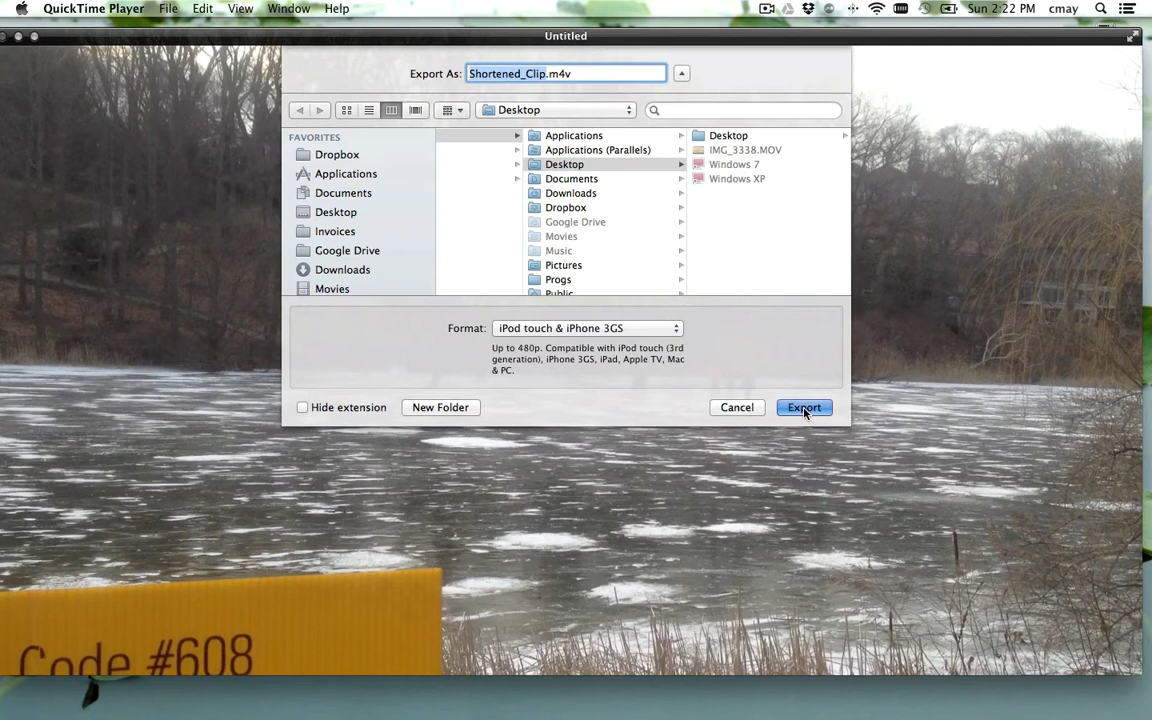 QuickTime Player File Edit View Window Help Sun 2:22 PM cmay
Untitled
Export As: Shortened_Clip.m4v
Desktop
FAVORITES
Dropbox
Applications
Documents
Desktop
Invoices
Google Drive
Downloads
Movies
Applications
Applications (Parallels)
Desktop
Documents
Downloads
Dropbox
Google Drive
Movies
Music
Pictures
Progs
Public
Desktop
IMG_3338.MOV
Windows 7
Windows XP
Format: iPod touch & iPhone 3GS
Up to 480p. Compatible with iPod touch (3rd
generation), iPhone 3GS, iPad, Apple TV, Mac
& PC.
Hide extension New Folder Cancel Export
Code #608